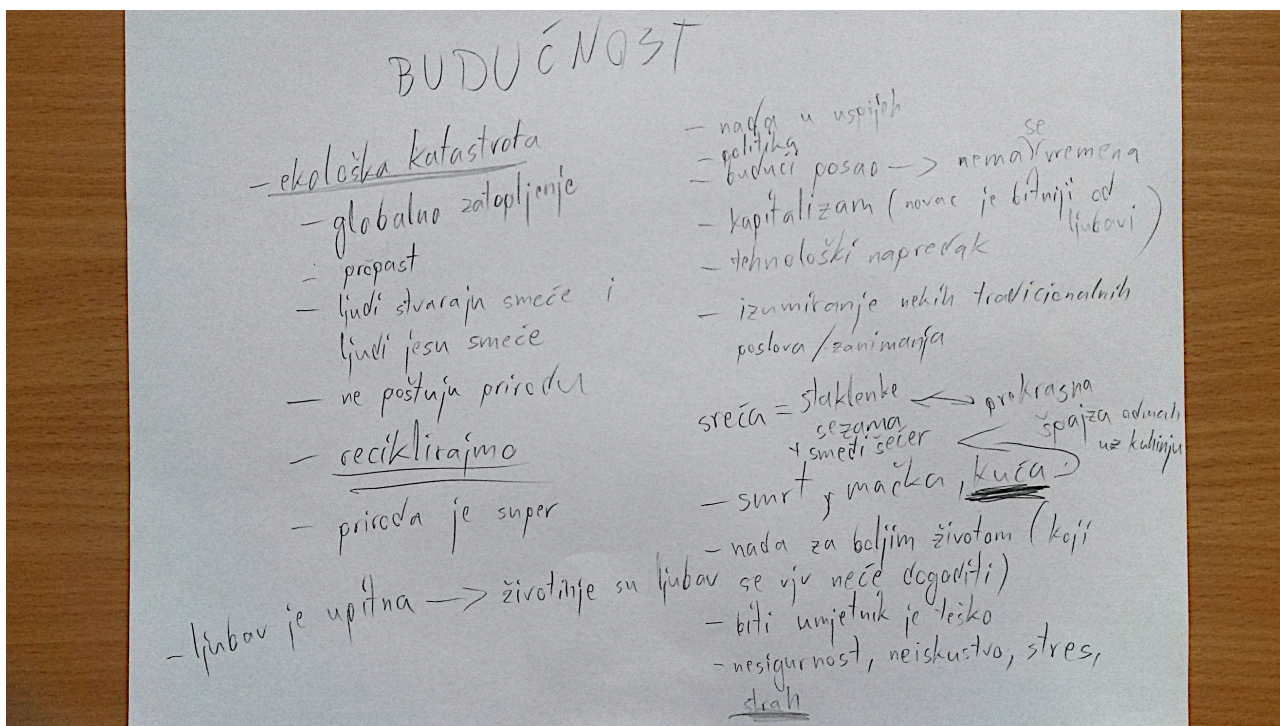 BUDUĆNOST
- ekološka katastrofa
- globalno zatopljenje
- propast
- ljudi stvaraju smeće i
ljudi jesu smeće
- ne poštuju prirodu
- reciklirajmo
- priroda je super
- ljubav je upitna -> životinje su ljubav
- nada u uspijeh
- politika
- budući posao -> nema se vremena
- kapitalizam (novac je bitniji od
ljubavi)
- tehnološki napredak
- izumiranje nekih tradicionalnih
poslova/zanimanja
sreća = staklenke <-> prekrasna
sezama špajza odmah
+ smeđi šećer uz kuhinju
- smrt, mačka, kuća
- nada za boljim životom (koji
se vjv neće dogoditi)
- biti umjetnik je teško
- nesigurnost, neiskustvo, stres,
strah